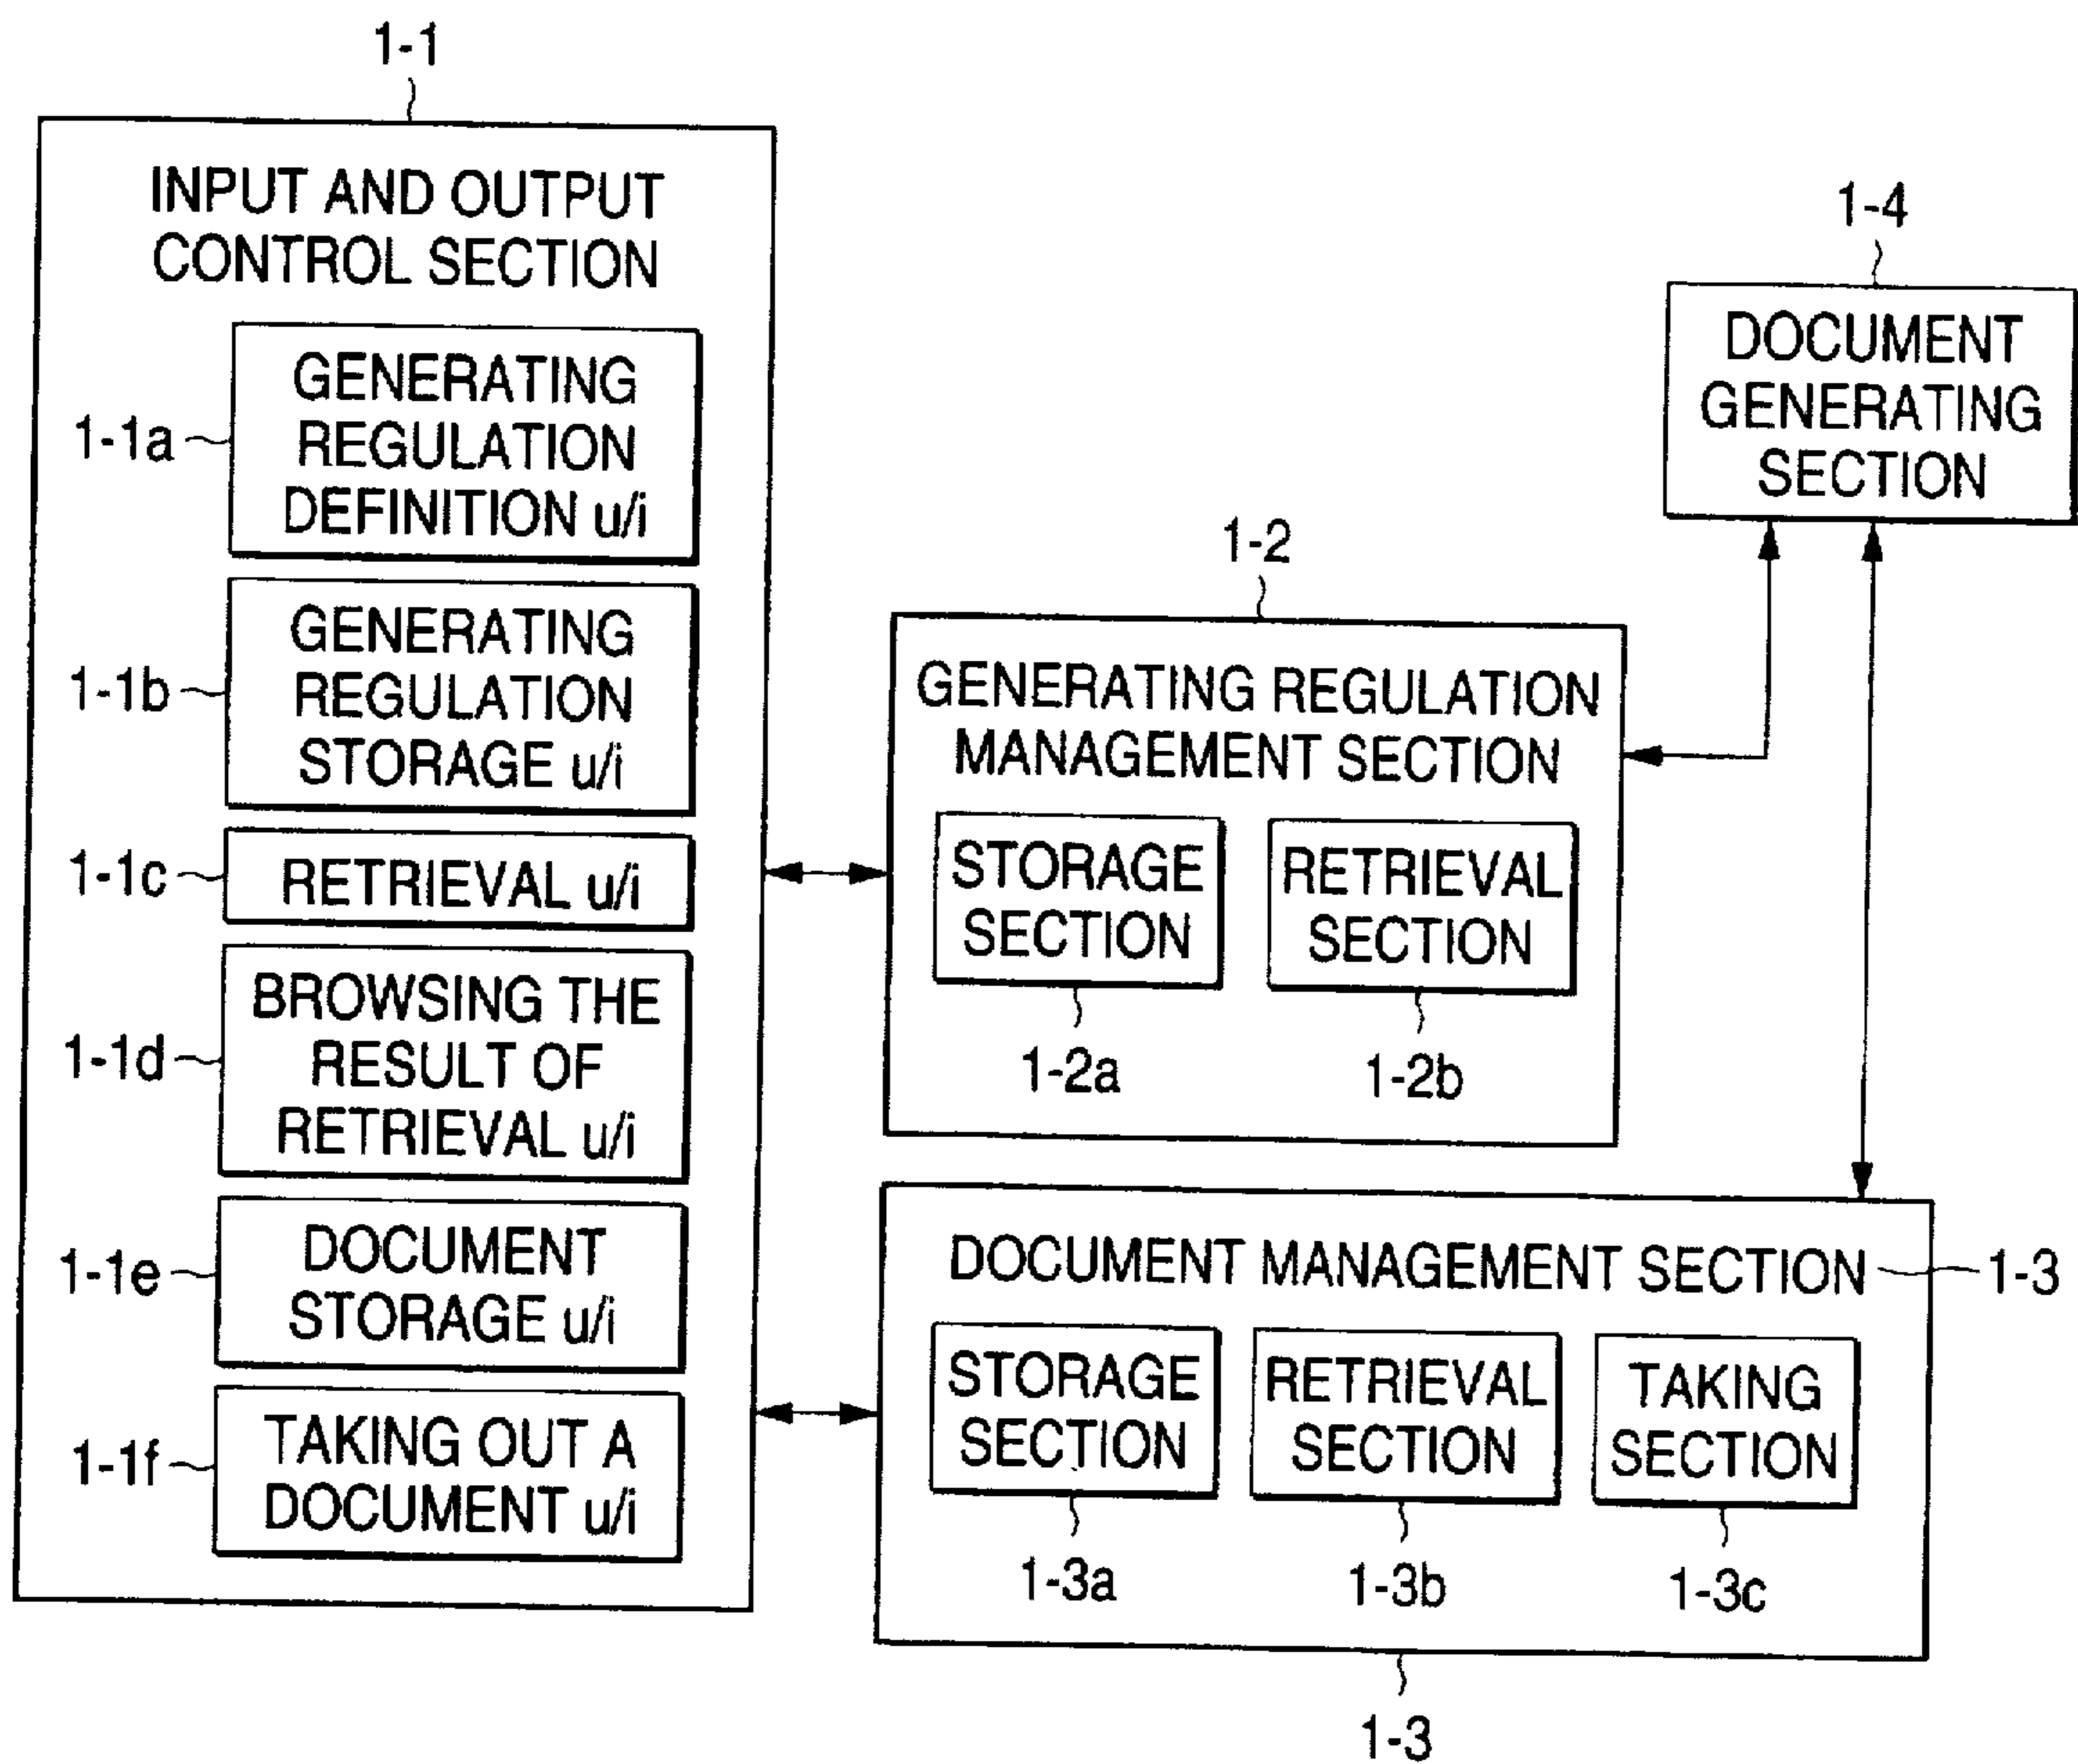 1-1
INPUT AND OUTPUT
CONTROL SECTION
1-1a
GENERATING
REGULATION
DEFINITION u/i
1-1b
GENERATING
REGULATION
STORAGE u/i
1-1c
RETRIEVAL u/i
1-1d
BROWSING THE
RESULT OF
RETRIEVAL u/i
1-1e
DOCUMENT
STORAGE u/i
1-1f
TAKING OUT A
DOCUMENT u/i
1-2
GENERATING REGULATION
MANAGEMENT SECTION
STORAGE
SECTION
1-2a
RETRIEVAL
SECTION
1-2b
1-4
DOCUMENT
GENERATING
SECTION
DOCUMENT MANAGEMENT SECTION
1-3
STORAGE
SECTION
1-3a
RETRIEVAL
SECTION
1-3b
TAKING
SECTION
1-3c
1-3